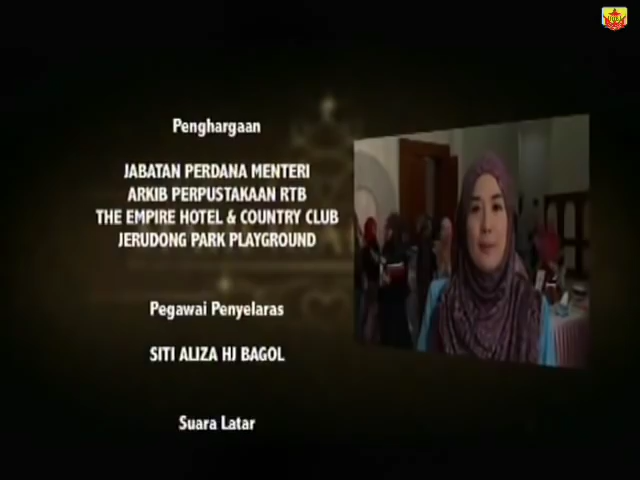 Penghargaan
JABATAN PERDANA MENTERI
ARKIB PERPUSTAKAAN RTB
THE EMPIRE HOTEL & COUNTRY CLUB
JERUDONG PARK PLAYGROUND
Pegawai Penyelaras
SITI ALIZA HJ BAGOL
Suara Latar